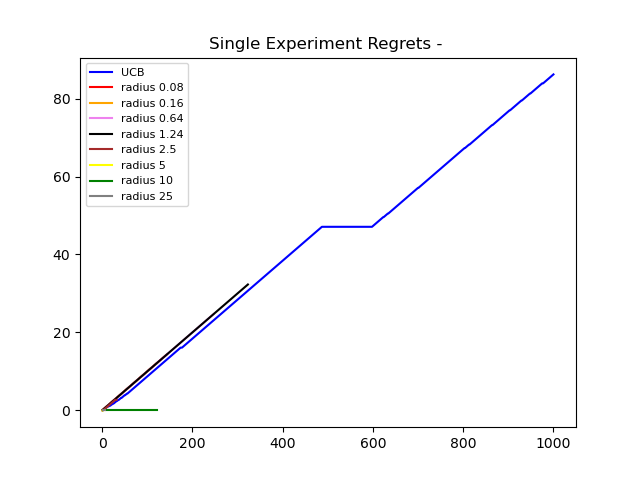 Single Experiment Regrets -
UCB
radius 0.08
radius 0.16
radius 0.64
radius 1.24
radius 2.5
radius 5
radius 10
radius 25
80
60
40
20
0
0 200 400 600 800 1000